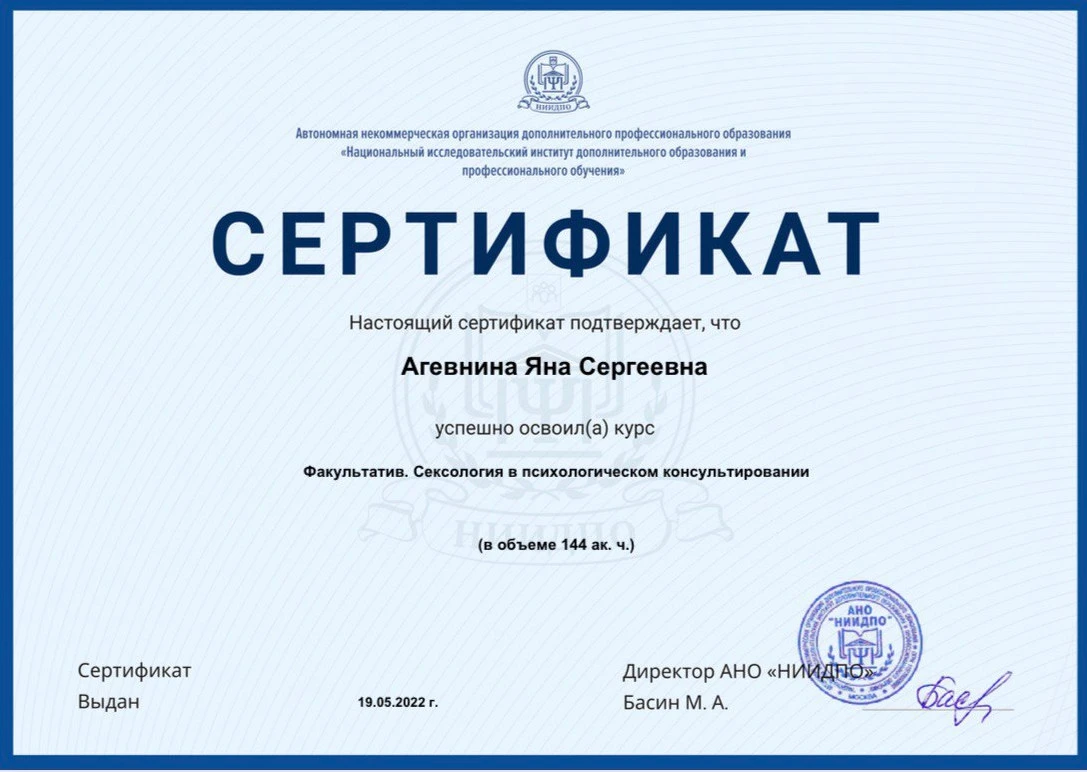 НИИДПО
Автономная некоммерческая организация дополнительного профессионального образования
«Национальный исследовательский институт дополнительного образования и
профессионального обучения»
СЕРТИФИКАТ
Настоящий сертификат подтверждает, что
Агевнина Яна Сергеевна
успешно освоил(а) курс
Факультатив. Сексология в психологическом консультировании
НИИДПО
(в объеме 144 ак. ч.)
АНО
"НИИДПО"
МОСКВА
Сертификат
Выдан
19.05.2022 г.
Директор АНО «НИИДПО»
Басин М. А.